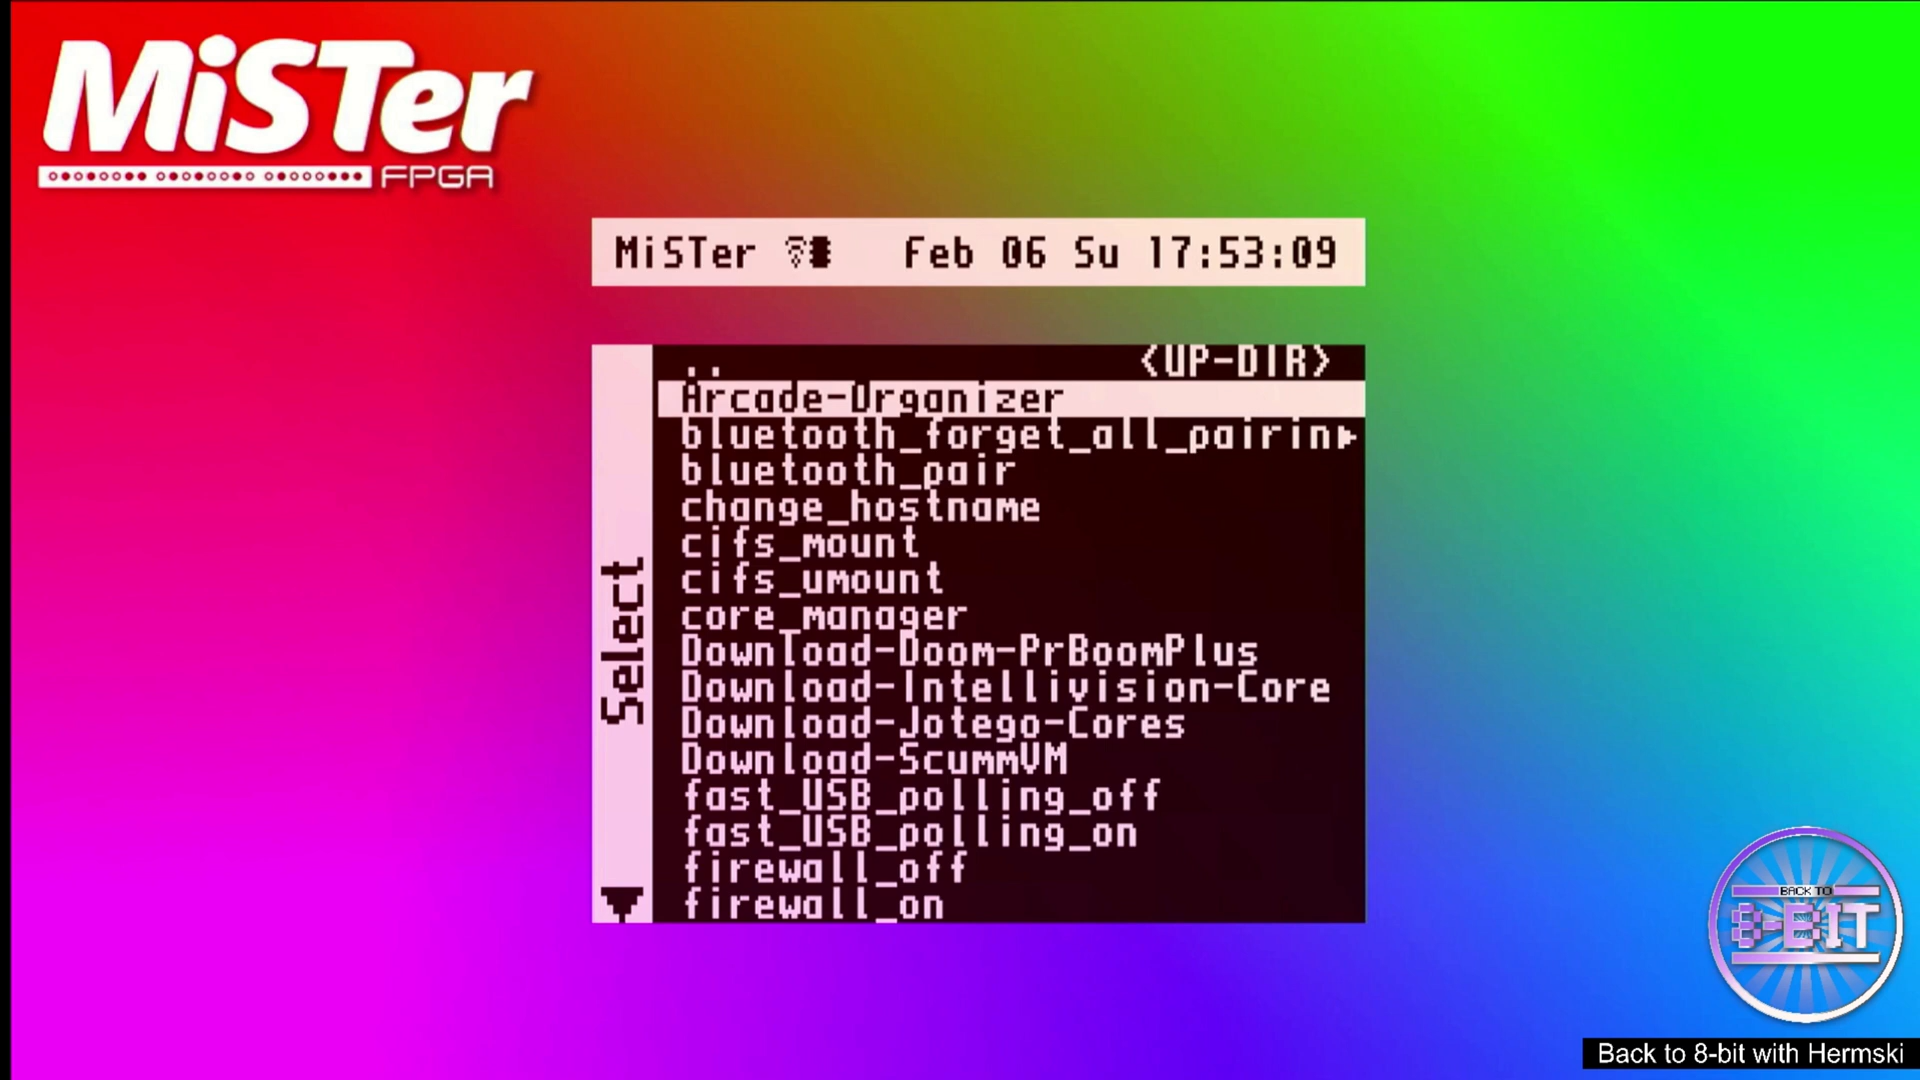 MiSTer
FPGA
MiSTer Feb 06 Su 17:53:09
.. <UP-DIR>
Arcade-Organizer
bluetooth_forget_all_pairin
bluetooth_pair
change_hostname
cifs_mount
cifs_umount
core_manager
Download-Doom-PrBoomPlus
Download-Intellivision-Core
Download-Jotego-Cores
Download-ScummVM
fast_USB_polling_off
fast_USB_polling_on
firewall_off
firewall_on
Select
BACK TO
8-BIT
Back to 8-bit with Hermski